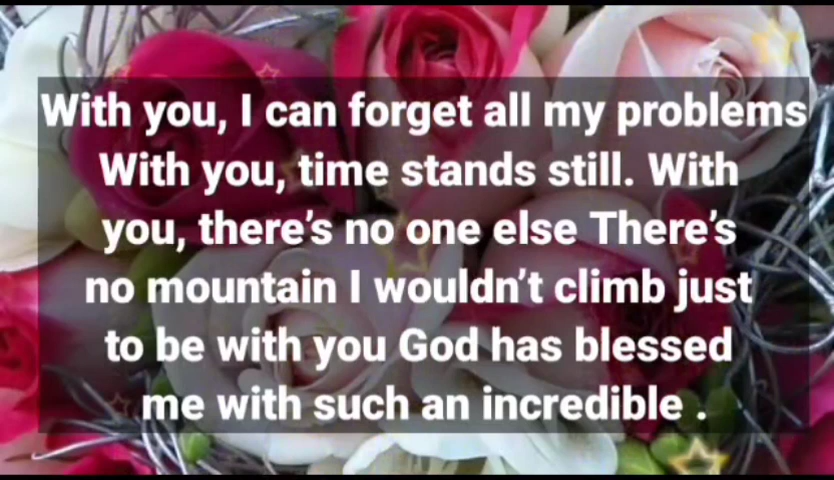 With you, I can forget all my problems
With you, time stands still. With
you, there’s no one else There’s
no mountain I wouldn’t climb just
to be with you God has blessed
me with such an incredible .